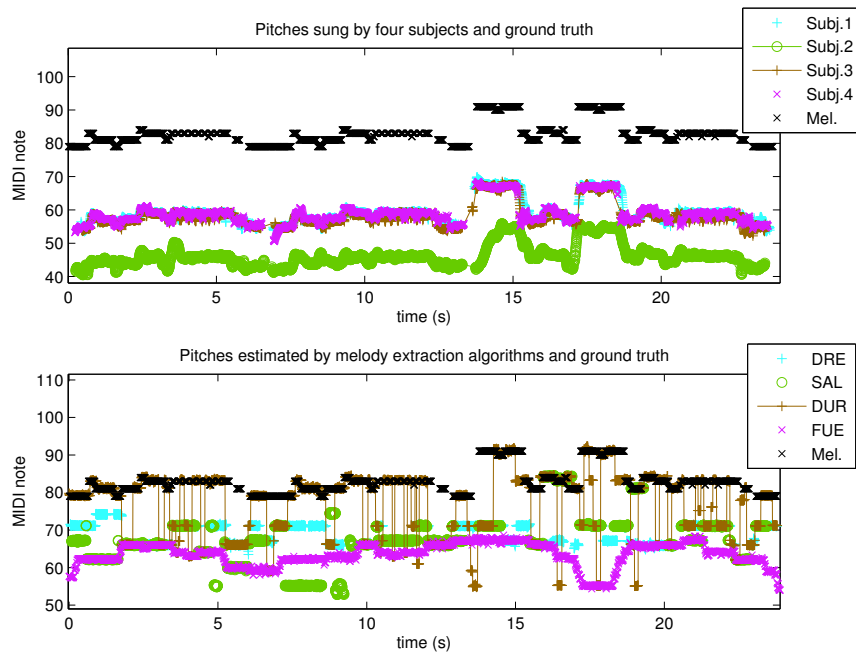 Pitches sung by four subjects and ground truth
Subj.1
Subj.2
Subj.3
Subj.4
Mel.
MIDI note
100
90
80
70
60
50
40
0
5
10
15
20
time (s)
Pitches estimated by melody extraction algorithms and ground truth
DRE
SAL
DUR
FUE
Mel.
MIDI note
110
100
90
80
70
60
50
0
5
10
15
20
time (s)